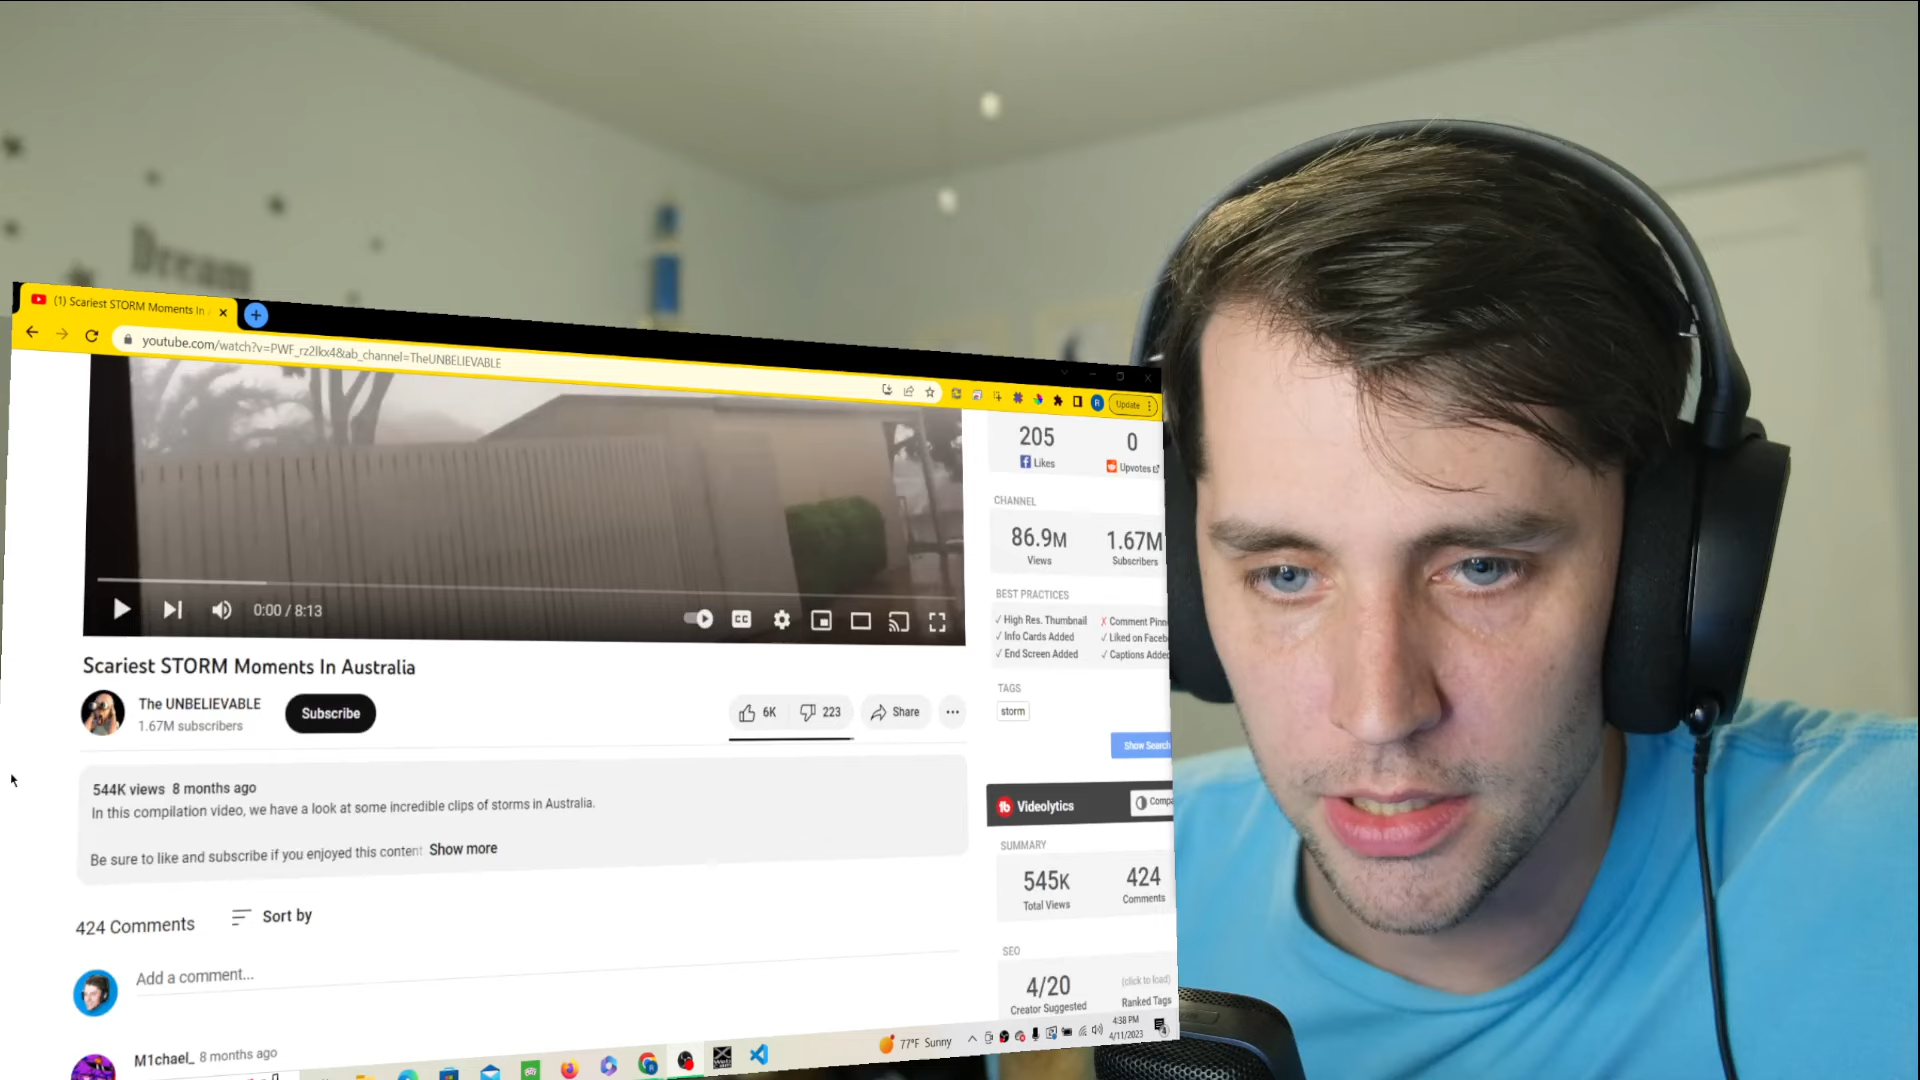 Dream
(1) Scariest STORM Moments In
youtube.com/watch?v=PWF_rz2lkx4&ab_channel=TheUNBELIEVABLE
R
Update
205
Likes
0
Upvotes
CHANNEL
86.9M
Views
1.67M
Subscribers
BEST PRACTICES
✓ High Res. Thumbnail
✗ Comment Pinn
✓ Info Cards Added
✓ Liked on Faceb
✓ End Screen Added
✓ Captions Added
0:00 / 8:13
CC
Scariest STORM Moments In Australia
The UNBELIEVABLE
1.67M subscribers
Subscribe
6K
223
Share
TAGS
storm
Show Search
544K views 8 months ago
In this compilation video, we have a look at some incredible clips of storms in Australia.
Be sure to like and subscribe if you enjoyed this content Show more
Videolytics
Compa
SUMMARY
545K
Total Views
424
Comments
424 Comments
Sort by
SEO
4/20
Creator Suggested
(click to load)
Ranked Tags
Add a comment...
M1chael_ 8 months ago
77°F Sunny
4:38 PM
4/11/2023